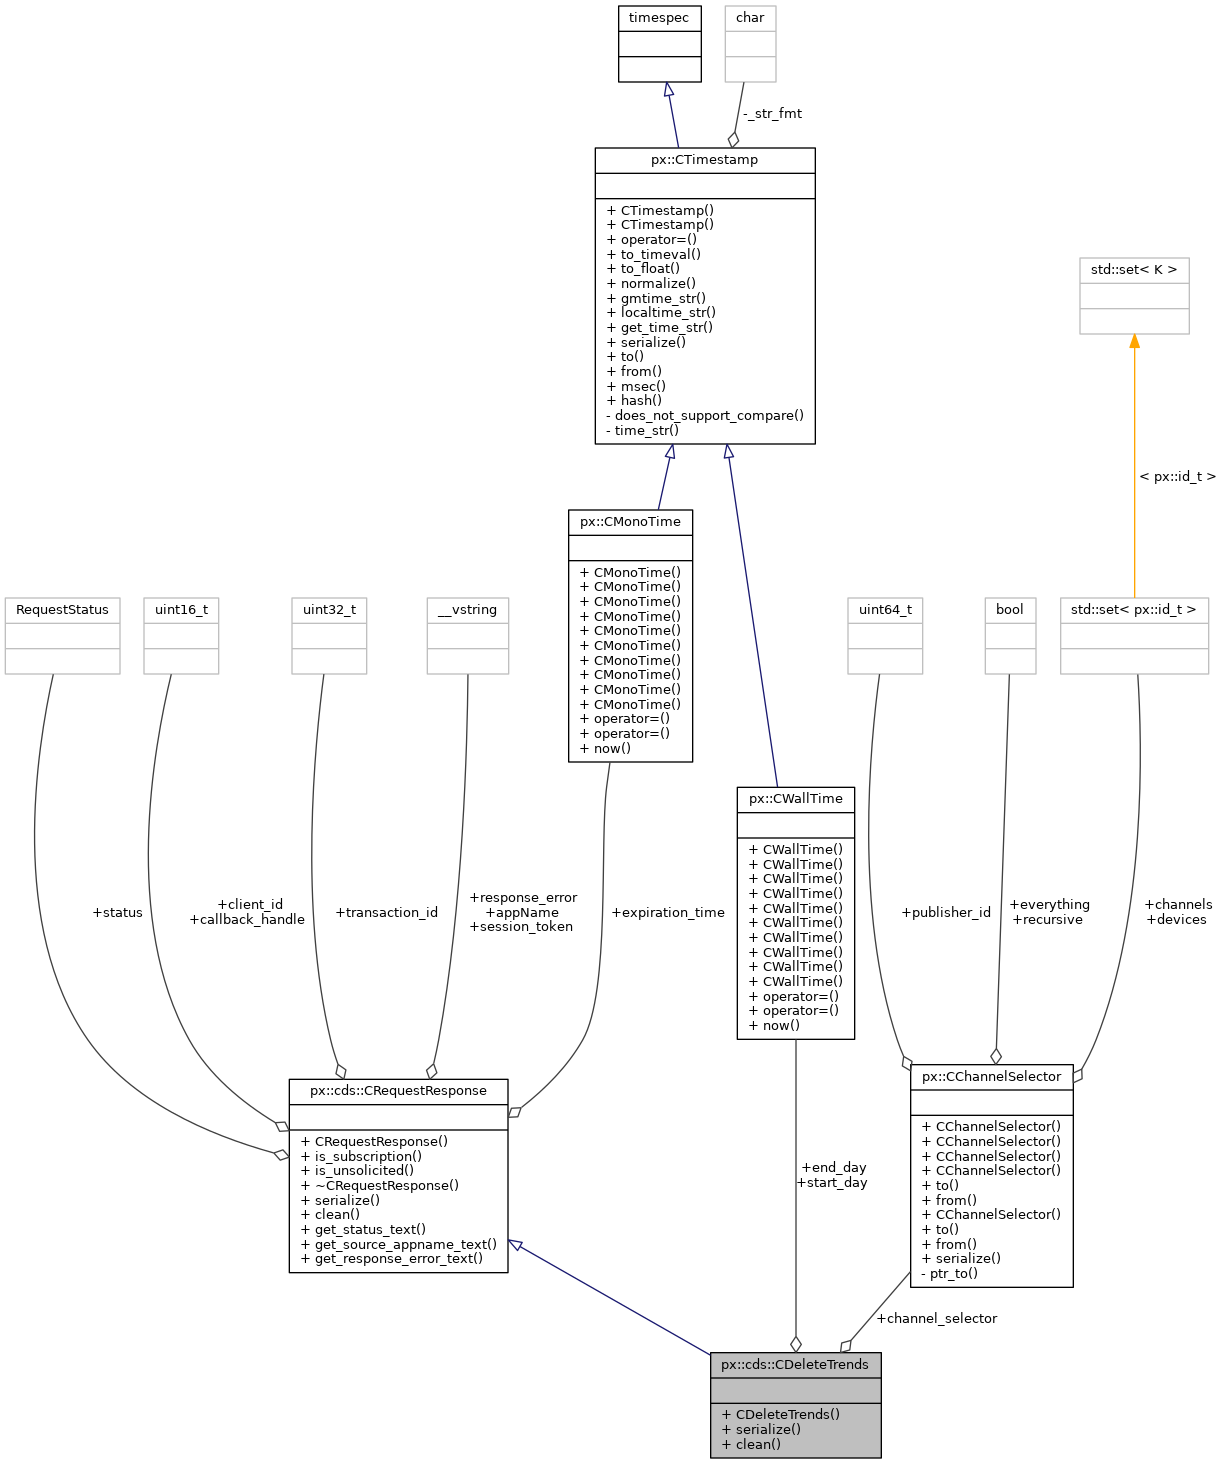 timespec
char
-_str_fmt
px::CTimestamp
+ CTimestamp()
+ CTimestamp()
+ operator=()
+ to_timeval()
+ to_float()
+ normalize()
+ gmtime_str()
+ localtime_str()
+ get_time_str()
+ serialize()
+ to()
+ from()
+ msec()
+ hash()
- does_not_support_compare()
- time_str()
std::set< K >
< px::id_t >
px::CMonoTime
+ CMonoTime()
+ CMonoTime()
+ CMonoTime()
+ CMonoTime()
+ CMonoTime()
+ CMonoTime()
+ CMonoTime()
+ CMonoTime()
+ CMonoTime()
+ CMonoTime()
+ operator=()
+ operator=()
+ now()
RequestStatus
uint16_t
uint32_t
__vstring
uint64_t
bool
std::set< px::id_t >
px::CWallTime
+ CWallTime()
+ CWallTime()
+ CWallTime()
+ CWallTime()
+ CWallTime()
+ CWallTime()
+ CWallTime()
+ CWallTime()
+ CWallTime()
+ CWallTime()
+ operator=()
+ operator=()
+ now()
+status
+client_id
+callback_handle
+transaction_id
+response_error
+appName
+session_token
+expiration_time
+publisher_id
+everything
+recursive
+channels
+devices
px::cds::CRequestResponse
+ CRequestResponse()
+ is_subscription()
+ is_unsolicited()
+ ~CRequestResponse()
+ serialize()
+ clean()
+ get_status_text()
+ get_source_appname_text()
+ get_response_error_text()
+end_day
+start_day
px::CChannelSelector
+ CChannelSelector()
+ CChannelSelector()
+ CChannelSelector()
+ CChannelSelector()
+ to()
+ from()
+ CChannelSelector()
+ to()
+ from()
+ serialize()
- ptr_to()
+channel_selector
px::cds::CDeleteTrends
+ CDeleteTrends()
+ serialize()
+ clean()